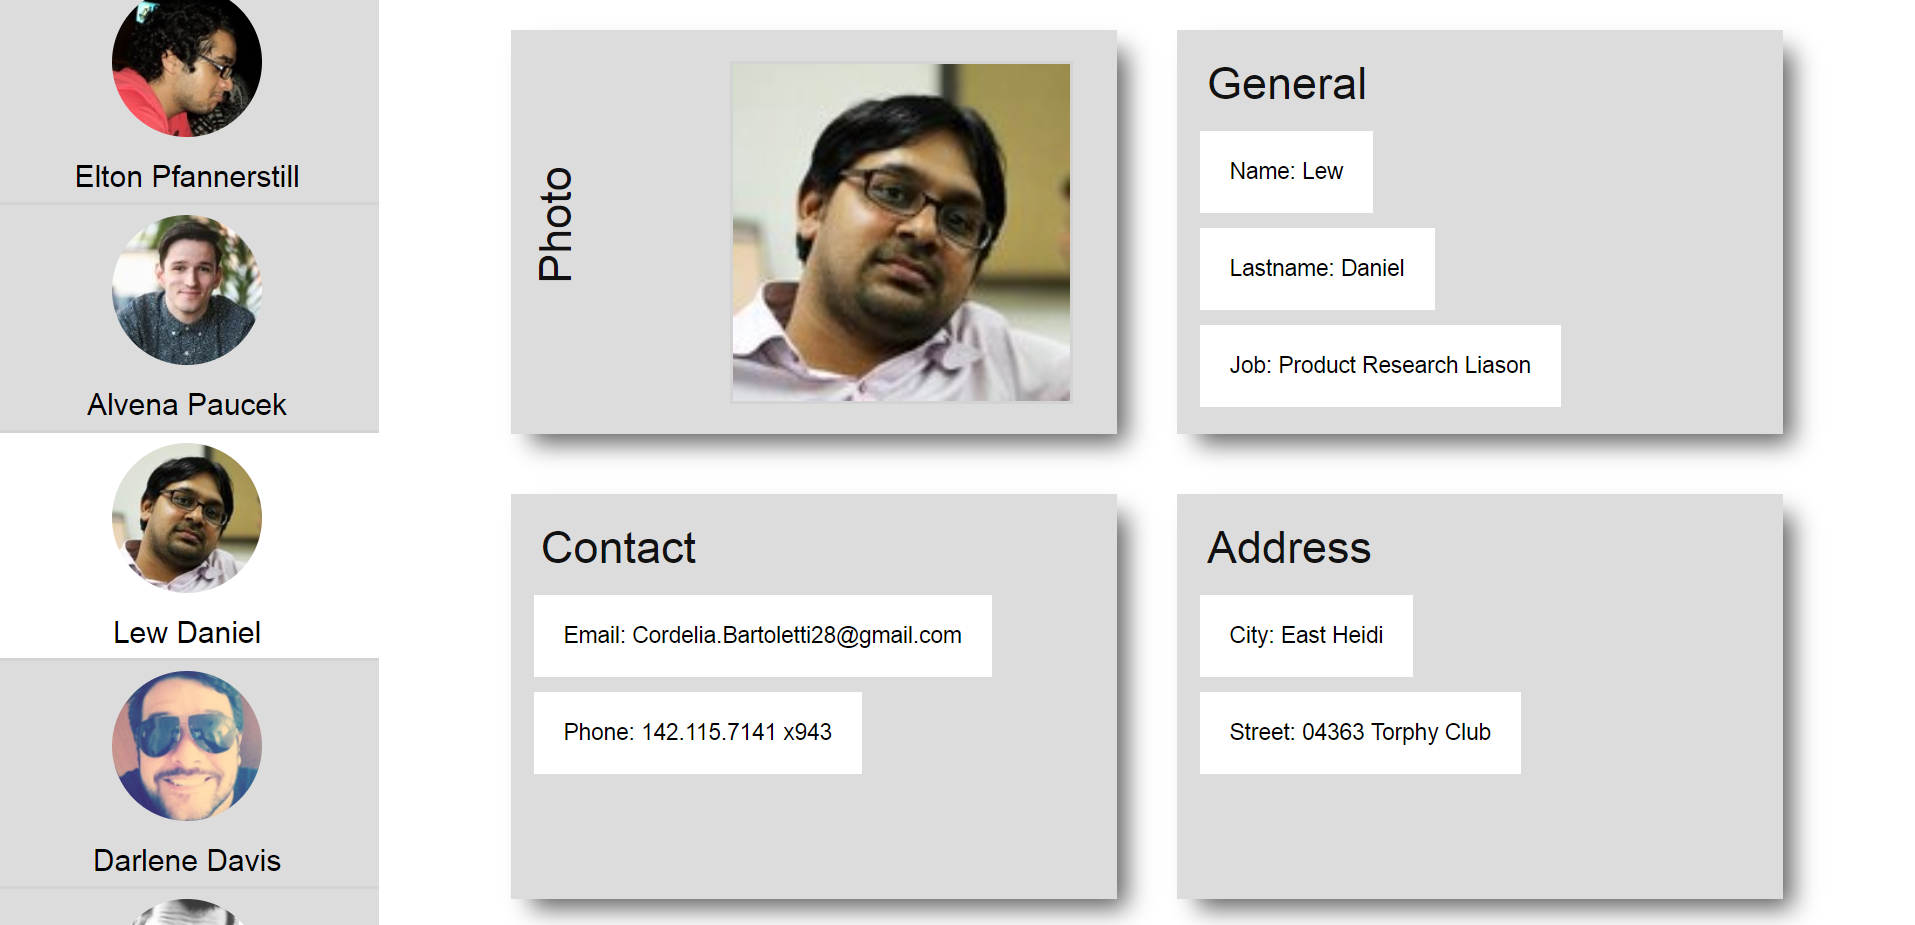 Elton Pfannerstill
Alvena Paucek
Lew Daniel
Darlene Davis
Photo
General
Name: Lew
Lastname: Daniel
Job: Product Research Liason
Contact
Email: Cordelia.Bartoletti28@gmail.com
Phone: 142.115.7141 x943
Address
City: East Heidi
Street: 04363 Torphy Club